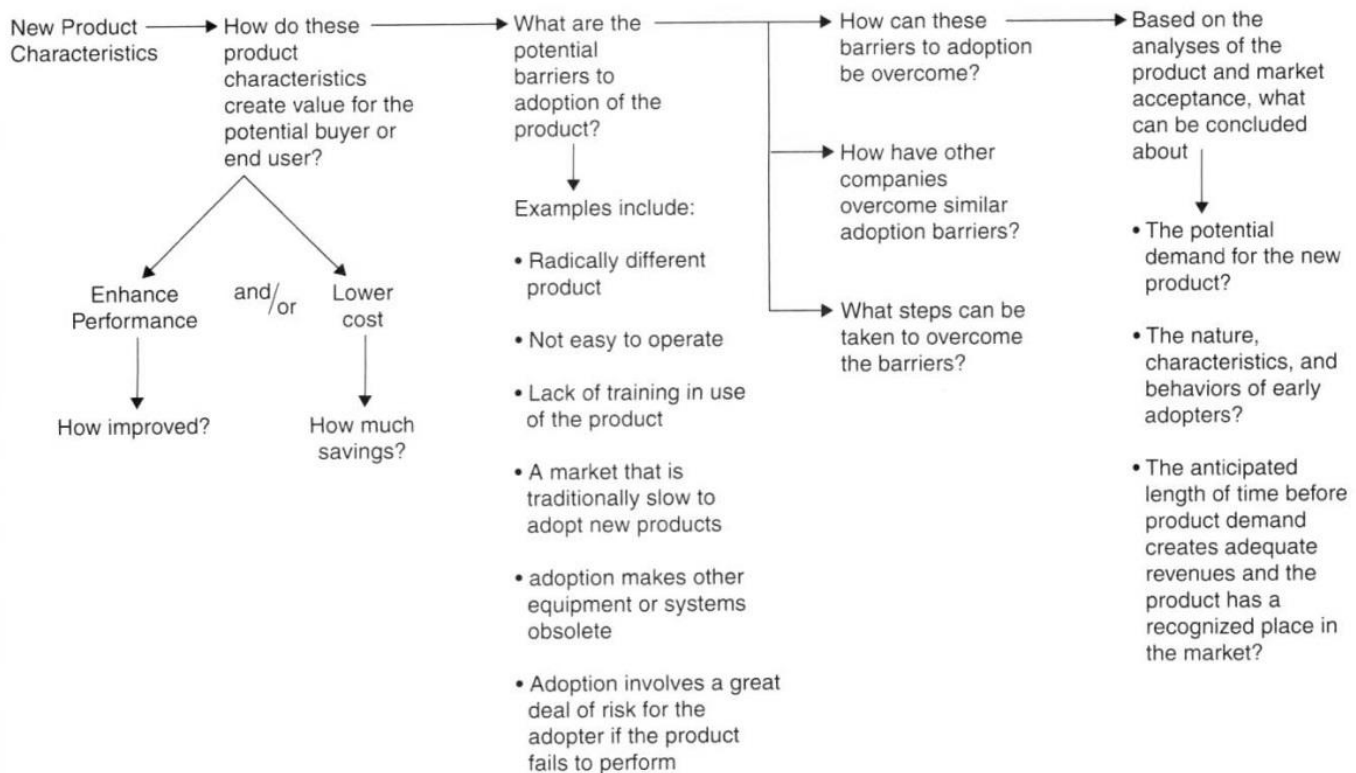 New Product
Characteristics
How do these
product
characteristics
create value for the
potential buyer or
end user?
Enhance
Performance
and/or
Lower
cost
How improved?
How much
savings?
What are the
potential
barriers to
adoption of the
product?
Examples include:
• Radically different
product
• Not easy to operate
• Lack of training in use
of the product
• A market that is
traditionally slow to
adopt new products
• adoption makes other
equipment or systems
obsolete
• Adoption involves a great
deal of risk for the
adopter if the product
fails to perform
How can these
barriers to adoption
be overcome?
How have other
companies
overcome similar
adoption barriers?
What steps can be
taken to overcome
the barriers?
Based on the
analyses of the
product and market
acceptance, what
can be concluded
about
• The potential
demand for the new
product?
• The nature,
characteristics, and
behaviors of early
adopters?
• The anticipated
length of time before
product demand
creates adequate
revenues and the
product has a
recognized place in
the market?